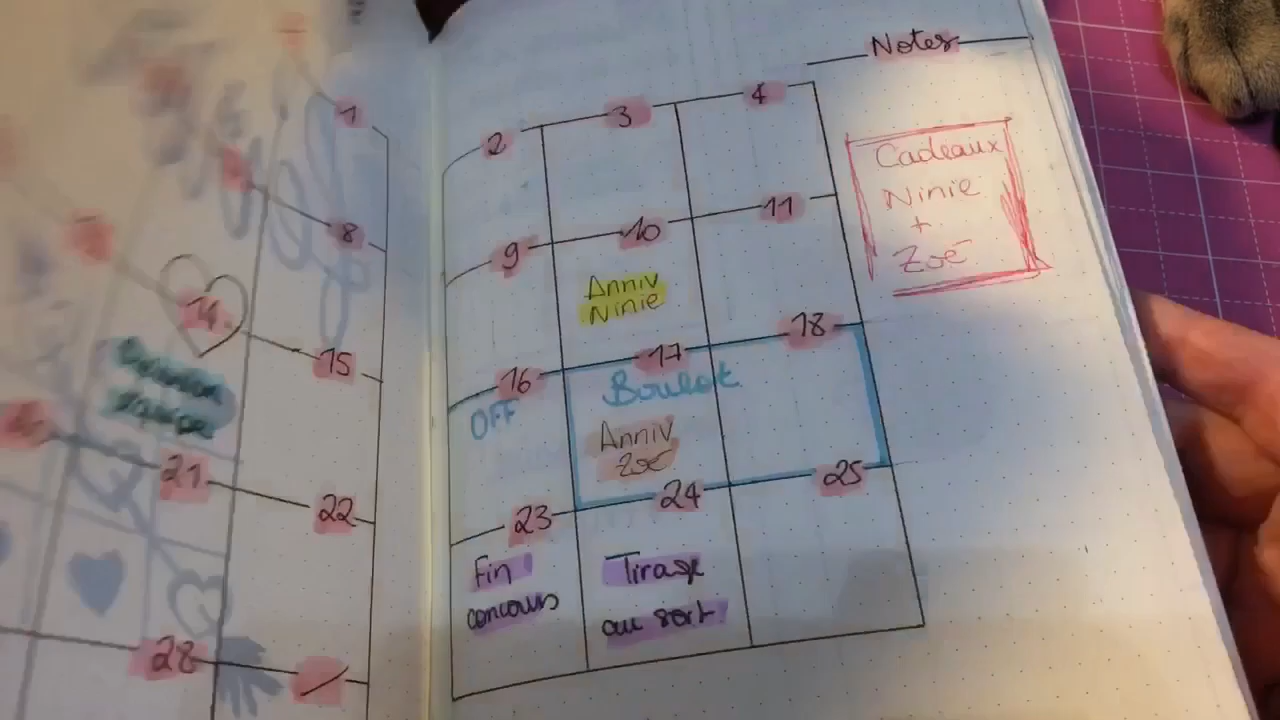 1
8
14
15
21
22
28
Notes
2
3
4
Cadeaux
Ninie
+
Zoé
9
10
11
Anniv
Ninie
16
17
18
OFF
Boulot
Anniv
Zoé
23
24
25
Fin
concours
Tirage
au sort